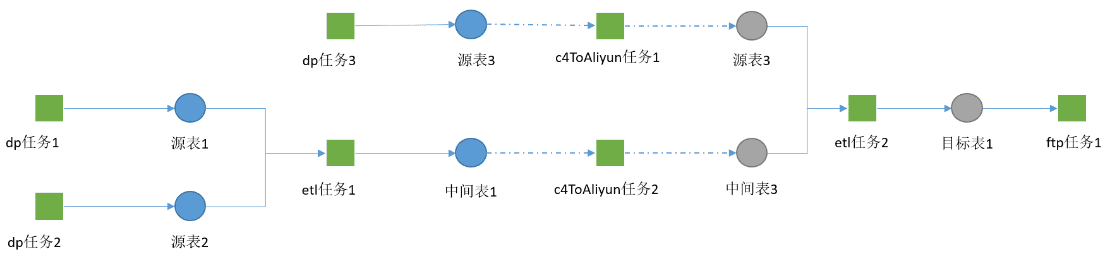 dp任务3
源表3
c4ToAliyun任务1
源表3
dp任务1
源表1
etl任务2
目标表1
ftp任务1
etl任务1
中间表1
c4ToAliyun任务2
中间表3
dp任务2
源表2